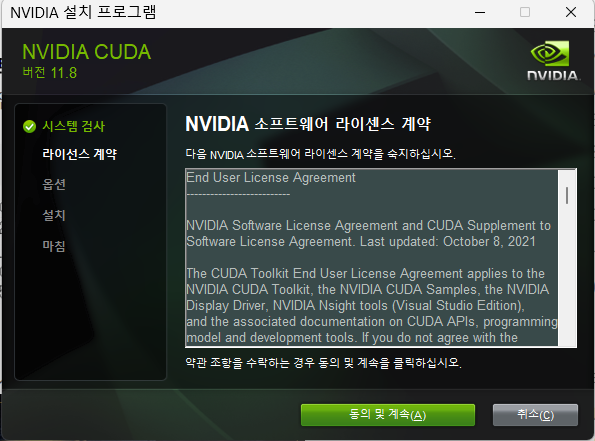 NVIDIA 설치 프로그램
NVIDIA CUDA
버전 11.8
NVIDIA.
시스템 검사
라이선스 계약
옵션
설치
마침
NVIDIA 소프트웨어 라이센스 계약
다음 NVIDIA 소프트웨어 라이센스 계약을 숙지하십시오.
End User License Agreement
--------------------------
NVIDIA Software License Agreement and CUDA Supplement to
Software License Agreement. Last updated: October 8, 2021
The CUDA Toolkit End User License Agreement applies to the
NVIDIA CUDA Toolkit, the NVIDIA CUDA Samples, the NVIDIA
Display Driver, NVIDIA Nsight tools (Visual Studio Edition),
and the associated documentation on CUDA APIs, programming
model and development tools. If you do not agree with the
약관 조항을 수락하는 경우 동의 및 계속을 클릭하십시오.
동의 및 계속(A)
취소(C)